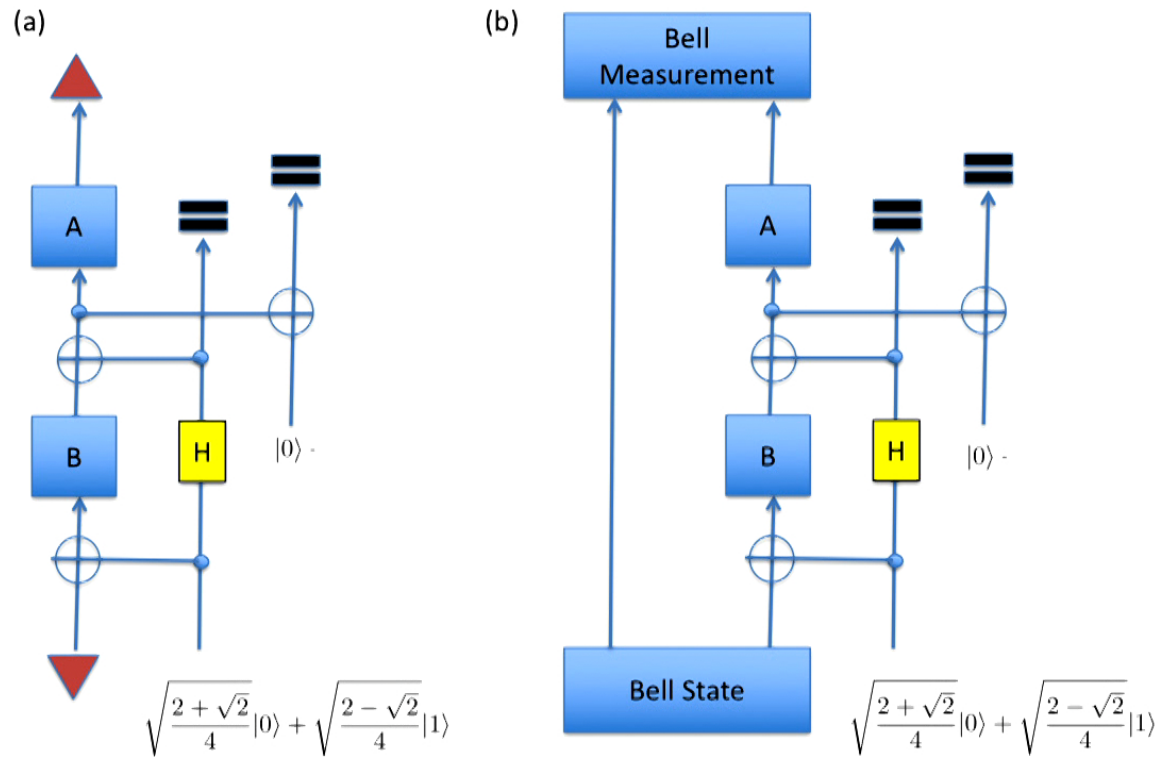 (a)
(b)
Bell
Measurement
A
A
B
H
|0⟩
B
H
|0⟩
Bell State
$\sqrt{\frac{2+\sqrt{2}}{4}}|0\rangle + \sqrt{\frac{2-\sqrt{2}}{4}}|1\rangle$
$\sqrt{\frac{2+\sqrt{2}}{4}}|0\rangle + \sqrt{\frac{2-\sqrt{2}}{4}}|1\rangle$